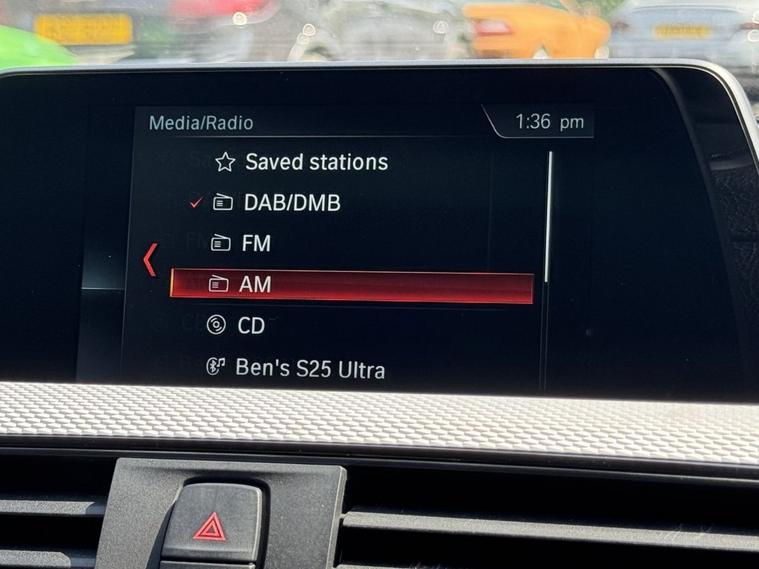 Media/Radio
1:36 pm
Saved stations
DAB/DMB
FM
AM
CD
Ben's S25 Ultra